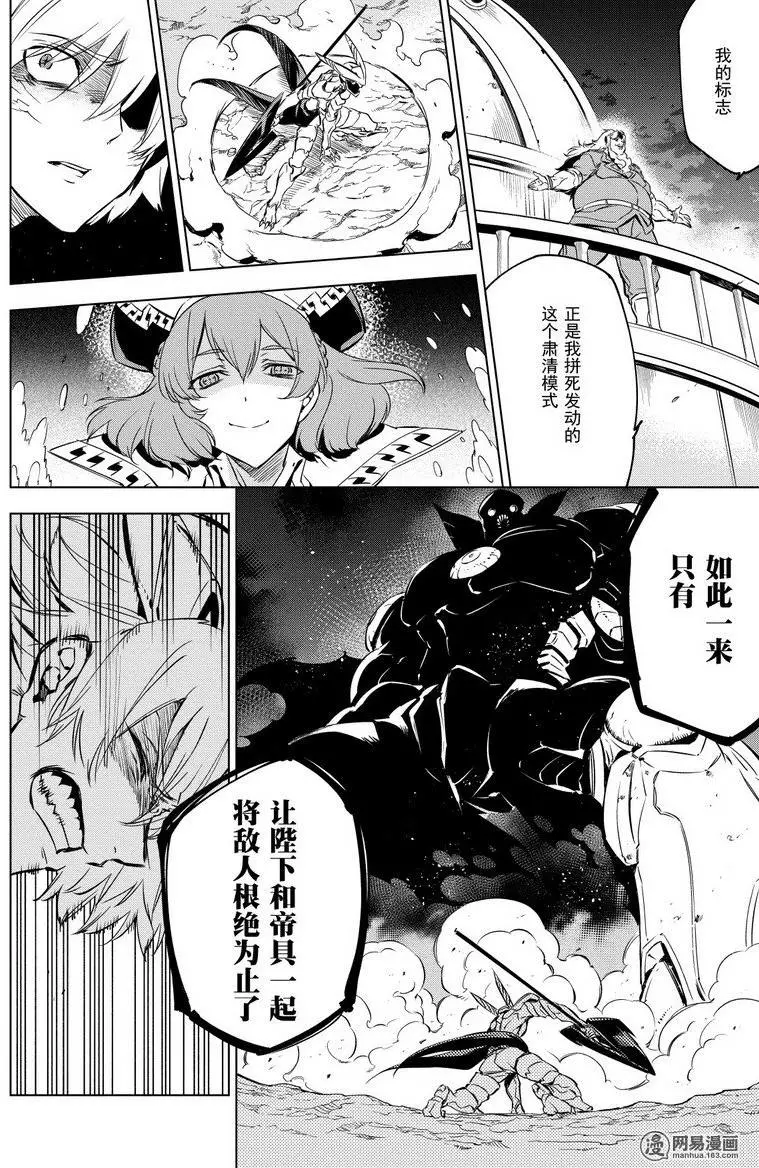 我的标志
正是我拼死发动的
这个肃清模式
如此一来
只有
让陛下和帝具一起
将敌人根绝为止了
漫 网易漫画
manhua.163.com